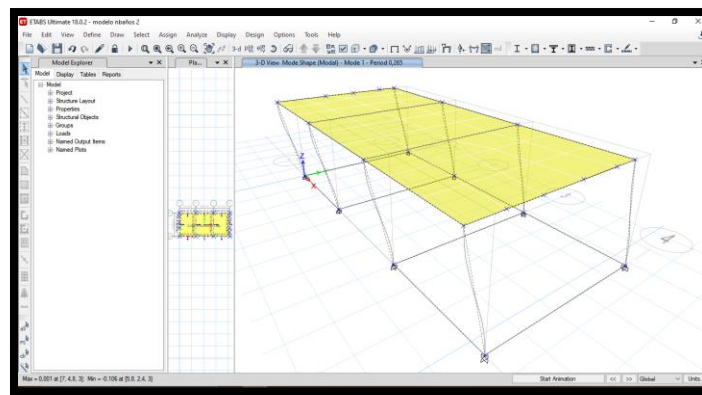 ETABS Ultimate 18.0.2 - modelo nbaños 2
File Edit View Define Draw Select Assign Analyze Display Design Options Tools Help
Model Explorer
Pla...
3-D View Mode Shape (Modal) - Mode 1 - Period 0,265
Model Display Tables Reports
Model
Project
Structure Layout
Properties
Structural Objects
Groups
Loads
Named Output Items
Named Plots
Z
X
4
Max = 0.001 at [7, 4.8, 3]; Min = -0.106 at [5.8, 2.4, 3]
Start Animation << >> Global Units